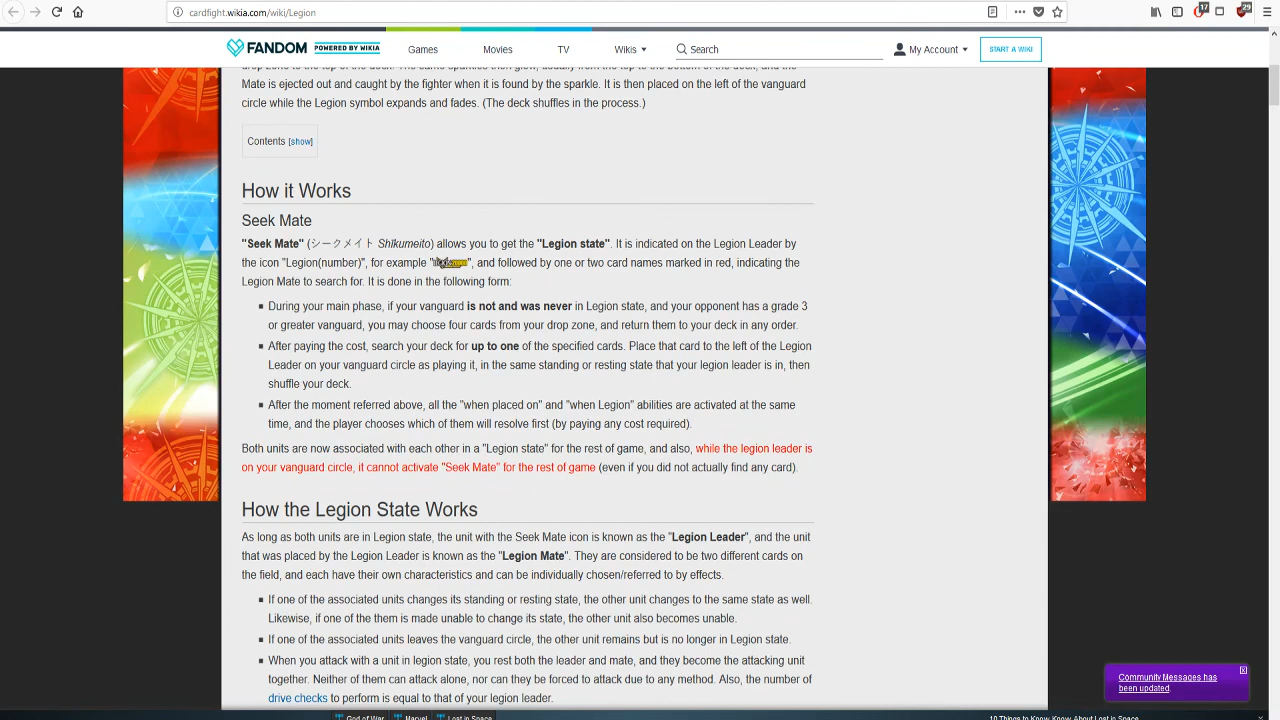 cardfight.wikia.com/wiki/Legion
17
29
FANDOM POWERED BY WIKIA
Games
Movies
TV
Wikis
Search
My Account
START A WIKI
Mate is ejected out and caught by the fighter when it is found by the sparkle. It is then placed on the left of the vanguard
circle while the Legion symbol expands and fades. (The deck shuffles in the process.)
Contents [show]
How it Works
Seek Mate
"Seek Mate" (シークメイト Shīkumeito) allows you to get the "Legion state". It is indicated on the Legion Leader by
the icon "Legion(number)", for example "", and followed by one or two card names marked in red, indicating the
Legion Mate to search for. It is done in the following form:
During your main phase, if your vanguard is not and was never in Legion state, and your opponent has a grade 3
or greater vanguard, you may choose four cards from your drop zone, and return them to your deck in any order.
After paying the cost, search your deck for up to one of the specified cards. Place that card to the left of the Legion
Leader on your vanguard circle as playing it, in the same standing or resting state that your legion leader is in, then
shuffle your deck.
After the moment referred above, all the "when placed on" and "when Legion" abilities are activated at the same
time, and the player chooses which of them will resolve first (by paying any cost required).
Both units are now associated with each other in a "Legion state" for the rest of game, and also, while the legion leader is
on your vanguard circle, it cannot activate "Seek Mate" for the rest of game (even if you did not actually find any card).
How the Legion State Works
As long as both units are in Legion state, the unit with the Seek Mate icon is known as the "Legion Leader", and the unit
that was placed by the Legion Leader is known as the "Legion Mate". They are considered to be two different cards on
the field, and each have their own characteristics and can be individually chosen/referred to by effects.
If one of the associated units changes its standing or resting state, the other unit changes to the same state as well.
Likewise, if one of the them is made unable to change its state, the other unit also becomes unable.
If one of the associated units leaves the vanguard circle, the other unit remains but is no longer in Legion state.
When you attack with a unit in legion state, you rest both the leader and mate, and they become the attacking unit
together. Neither of them can attack alone, nor can they be forced to attack due to any method. Also, the number of
drive checks to perform is equal to that of your legion leader.
Community Messages has
been updated.
God of War
Marvel
Lost in Space
10 Things to Know Know About Lost in Space